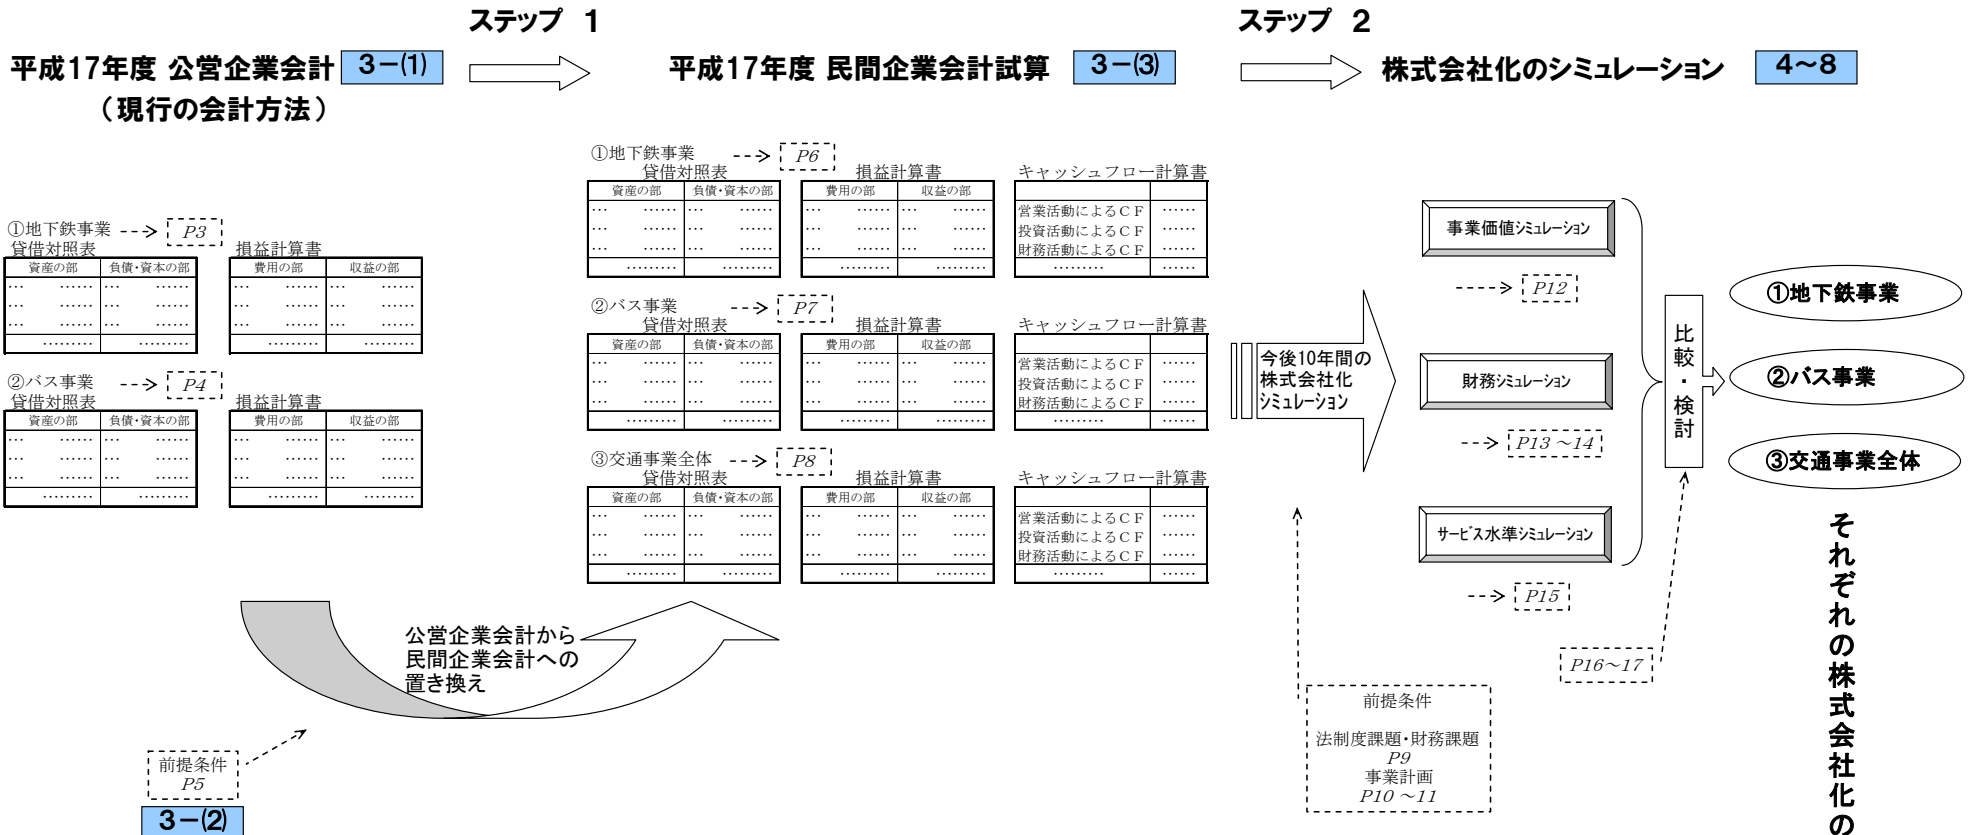 ステップ 1
ステップ 2
平成17年度 公営企業会計 3－(1)
（現行の会計方法）
平成17年度 民間企業会計試算 3－(3)
株式会社化のシミュレーション 4～8
①地下鉄事業 P3
貸借対照表 損益計算書
資産の部 負債・資本の部 費用の部 収益の部
… …… … …… … …… … ……
… …… … …… … …… … ……
… …… … …… … …… … ……
……… ……… ……… ………
②バス事業 P4
貸借対照表 損益計算書
資産の部 負債・資本の部 費用の部 収益の部
… …… … …… … …… … ……
… …… … …… … …… … ……
… …… … …… … …… … ……
……… ……… ……… ………
①地下鉄事業 P6
貸借対照表 損益計算書 キャッシュフロー計算書
資産の部 負債・資本の部 費用の部 収益の部
… …… … …… … …… … …… 営業活動によるCF ……
… …… … …… … …… … …… 投資活動によるCF ……
… …… … …… … …… … …… 財務活動によるCF ……
……… ……… ……… ……… ……… ……
②バス事業 P7
貸借対照表 損益計算書 キャッシュフロー計算書
資産の部 負債・資本の部 費用の部 収益の部
… …… … …… … …… … …… 営業活動によるCF ……
… …… … …… … …… … …… 投資活動によるCF ……
… …… … …… … …… … …… 財務活動によるCF ……
……… ……… ……… ……… ……… ……
③交通事業全体 P8
貸借対照表 損益計算書 キャッシュフロー計算書
資産の部 負債・資本の部 費用の部 収益の部
… …… … …… … …… … …… 営業活動によるCF ……
… …… … …… … …… … …… 投資活動によるCF ……
… …… … …… … …… … …… 財務活動によるCF ……
……… ……… ……… ……… ……… ……
公営企業会計から
民間企業会計への
置き換え
前提条件
P5
3－(2)
今後10年間の
株式会社化
シミュレーション
事業価値シミュレーション
P12
財務シミュレーション
P13～14
サービス水準シミュレーション
P15
前提条件
法制度課題・財務課題
P9
事業計画
P10～11
比較・検討
P16～17
①地下鉄事業
②バス事業
③交通事業全体
それぞれの株式会社化の